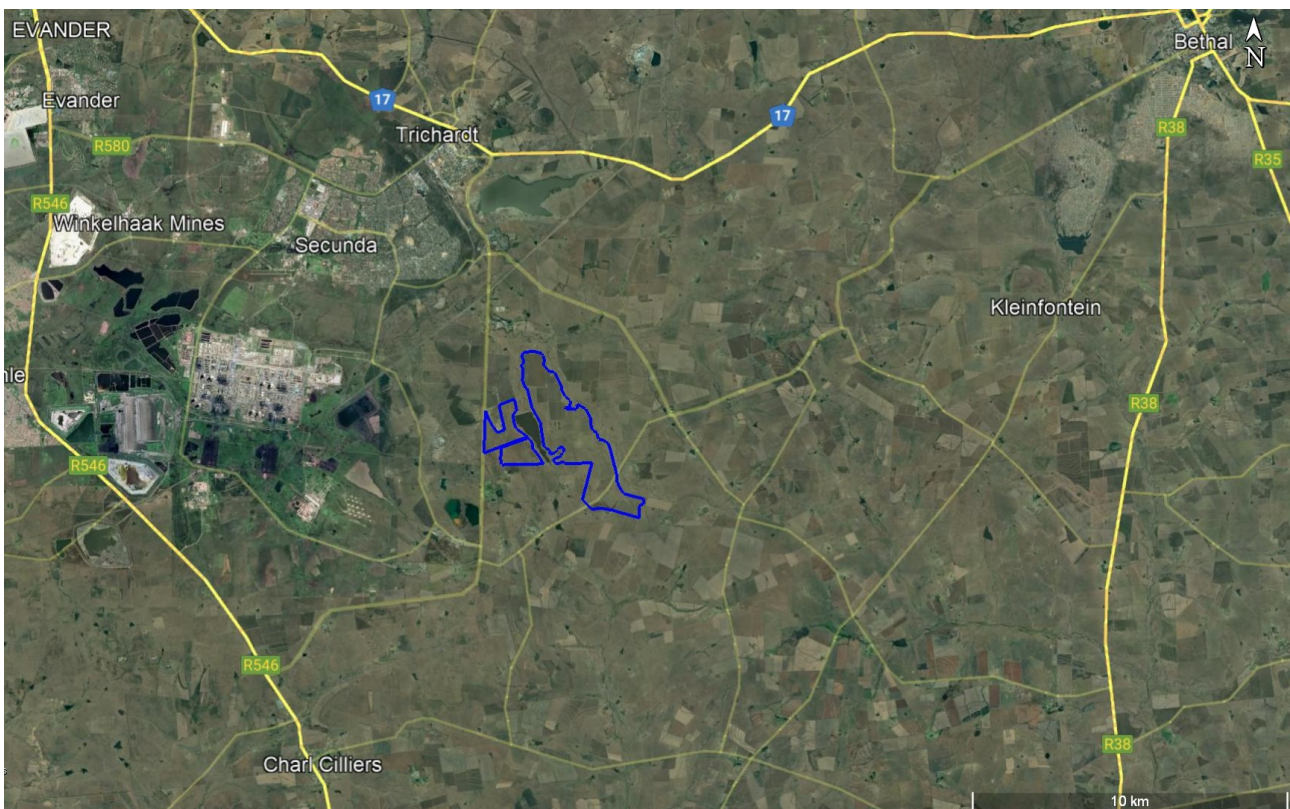 EVANDER
Bethal
N
Evander
17
17
Trichardt
R38
R580
R35
R546
Winkelhaak Mines
Secunda
Kleinfontein
nle
R38
R546
R546
R38
Charl Cilliers
10 km